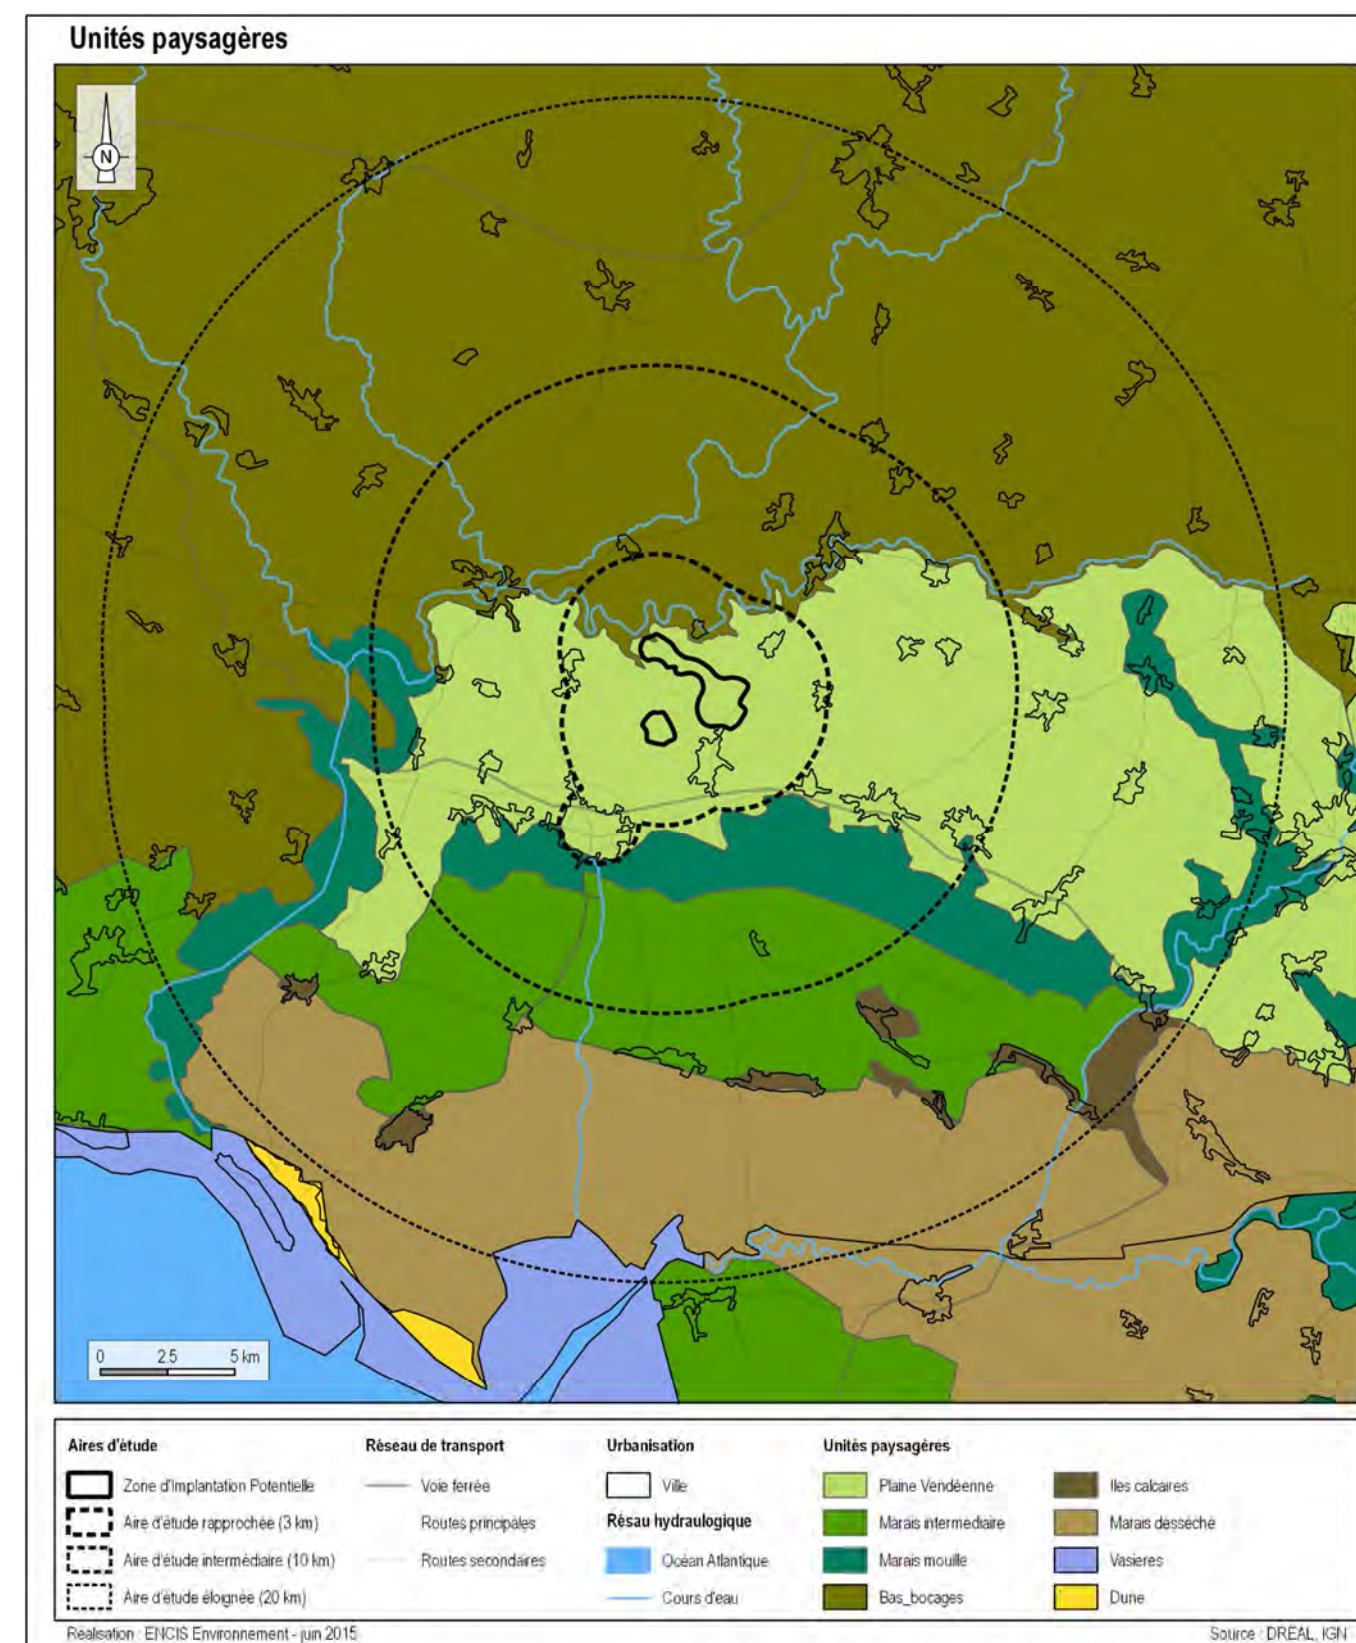 Unités paysagères
N
0 2.5 5 km
Aires d'étude
Zone d'Implantation Potentielle
Aire d'étude rapprochée (3 km)
Aire d'étude intermédiaire (10 km)
Aire d'étude éloignée (20 km)
Réseau de transport
Voie ferrée
Routes principales
Routes secondaires
Urbanisation
Ville
Résau hydraulogique
Océan Atlantique
Cours d'eau
Unités paysagères
Plaine Vendéenne
Marais intermédiaire
Marais mouille
Bas_bocages
Iles calcaires
Marais desséché
Vasieres
Dune
Réalisation : ENCIS Environnement - juin 2015
Source : DREAL, IGN